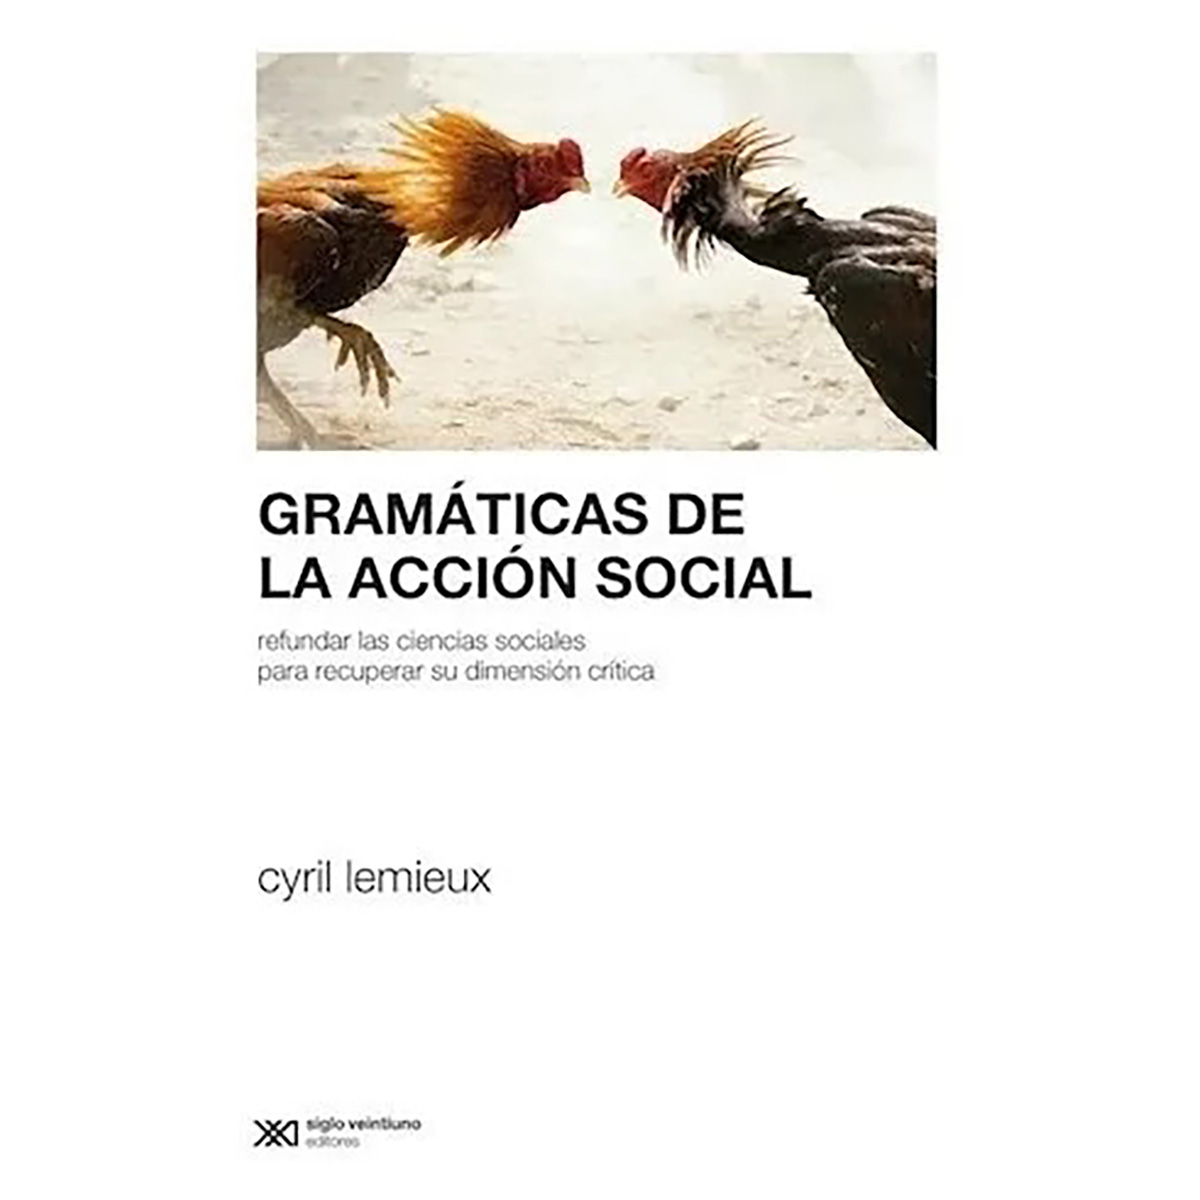 GRAMÁTICAS DE
LA ACCIÓN SOCIAL
refundar las ciencias sociales
para recuperar su dimensión crítica
cyril lemieux
siglo veintiuno
editores